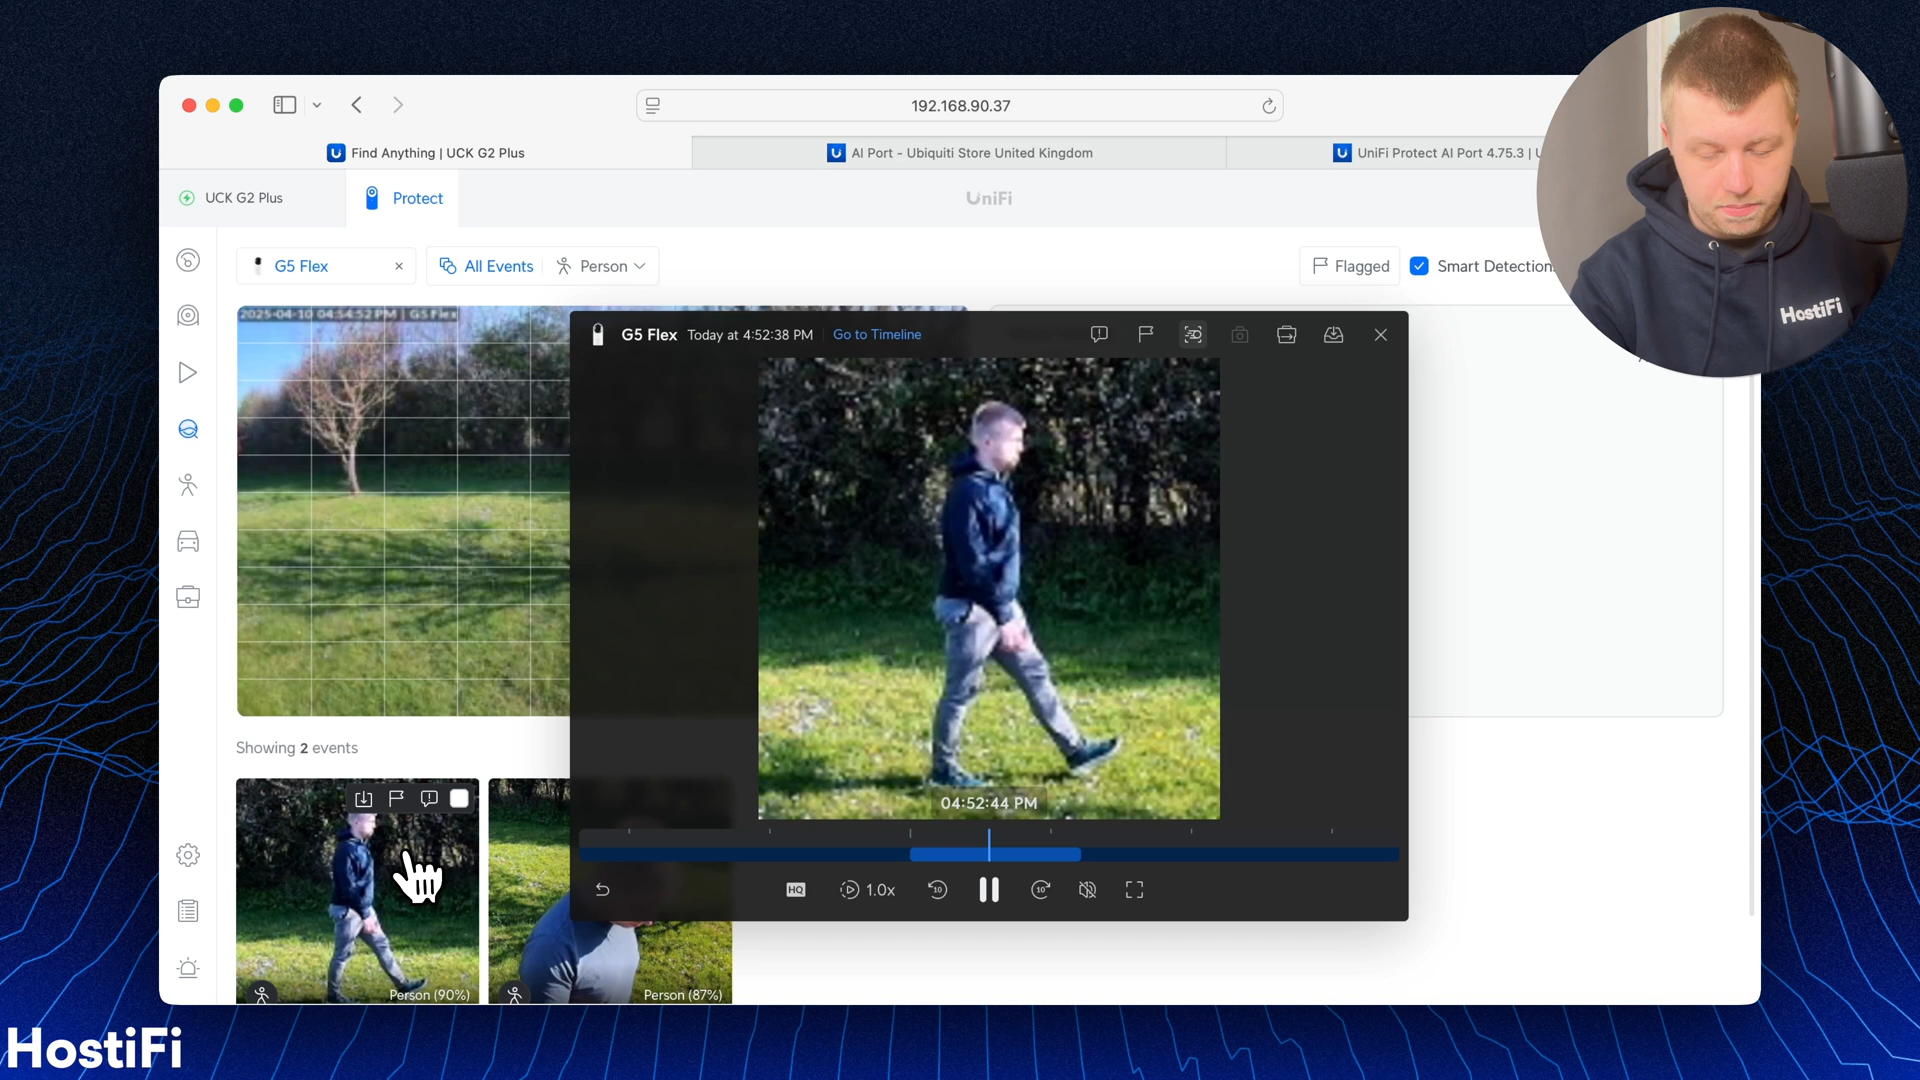 192.168.90.37
Find Anything | UCK G2 Plus
AI Port - Ubiquiti Store United Kingdom
UniFi Protect AI Port 4.75.3 | U
UCK G2 Plus
Protect
UniFi
G5 Flex
All Events
Person
Flagged
Smart Detection
HostiFi
2025-04-10 04:54:52 PM | G5 Flex
G5 Flex Today at 4:52:38 PM Go to Timeline
04:52:44 PM
HQ
1.0x
10
10
Showing 2 events
Person (90%)
Person (87%)
HostiFi